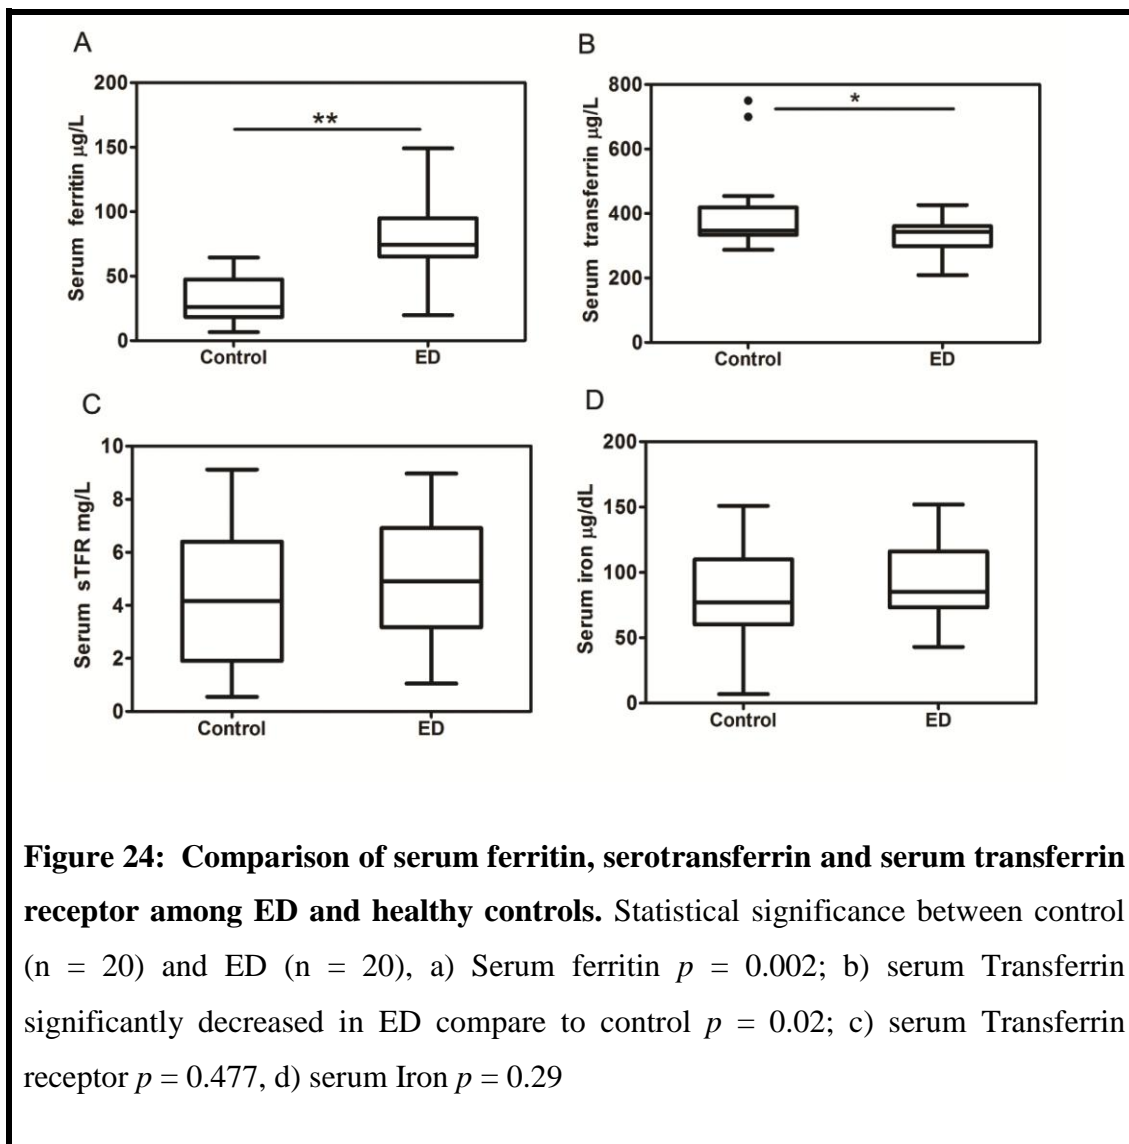 A
200
150
100
50
0
Serum ferritin µg/L
**
Control
ED
B
800
600
400
200
0
Serum transferrin µg/L
*
Control
ED
C
10
8
6
4
2
0
Serum sTFR mg/L
Control
ED
D
200
150
100
50
0
Serum iron µg/dL
Control
ED
Figure 24: Comparison of serum ferritin, serotransferrin and serum transferrin
receptor among ED and healthy controls. Statistical significance between control
(n = 20) and ED (n = 20), a) Serum ferritin p = 0.002; b) serum Transferrin
significantly decreased in ED compare to control p = 0.02; c) serum Transferrin
receptor p = 0.477, d) serum Iron p = 0.29